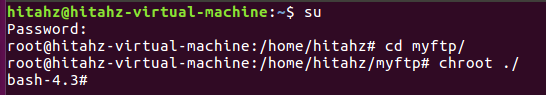 hitahz@hitahz-virtual-machine:~$ su
Password:
root@hitahz-virtual-machine:/home/hitahz# cd myftp/
root@hitahz-virtual-machine:/home/hitahz/myftp# chroot ./
bash-4.3#